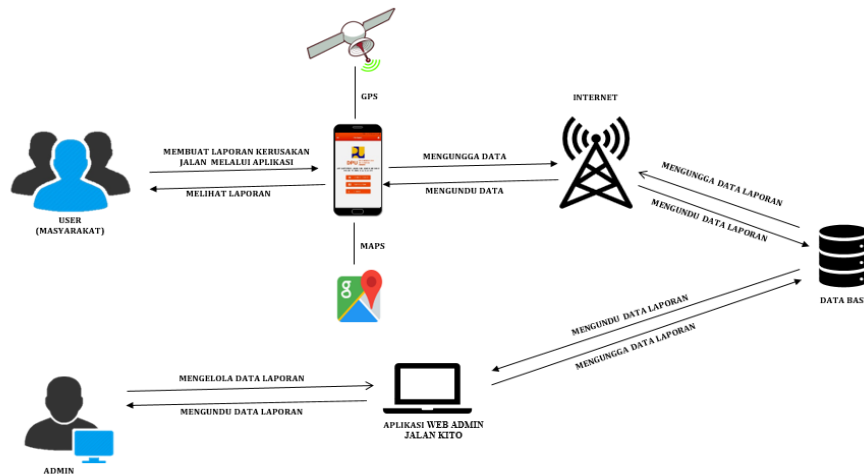 GPS
INTERNET
MEMBUAT LAPORAN KERUSAKAN
JALAN MELALUI APLIKASI
MELIHAT LAPORAN
MENGUNGGA DATA
MENGUNDU DATA
USER
(MASYARAKAT)
MENGUNGGA DATA LAPORAN
MENGUNDU DATA LAPORAN
MAPS
g
DATA BAS
MENGUNDU DATA LAPORAN
MENGUNGGA DATA LAPORAN
MENGELOLA DATA LAPORAN
MENGUNDU DATA LAPORAN
APLIKASI WEB ADMIN
JALAN KITO
ADMIN